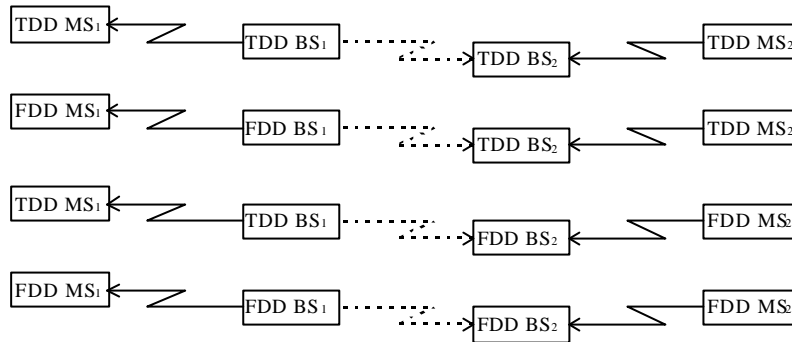 TDD MS₁ TDD BS₁ TDD BS₂ TDD MS₂
FDD MS₁ FDD BS₁ TDD BS₂ TDD MS₂
TDD MS₁ TDD BS₁ FDD BS₂ FDD MS₂
FDD MS₁ FDD BS₁ FDD BS₂ FDD MS₂